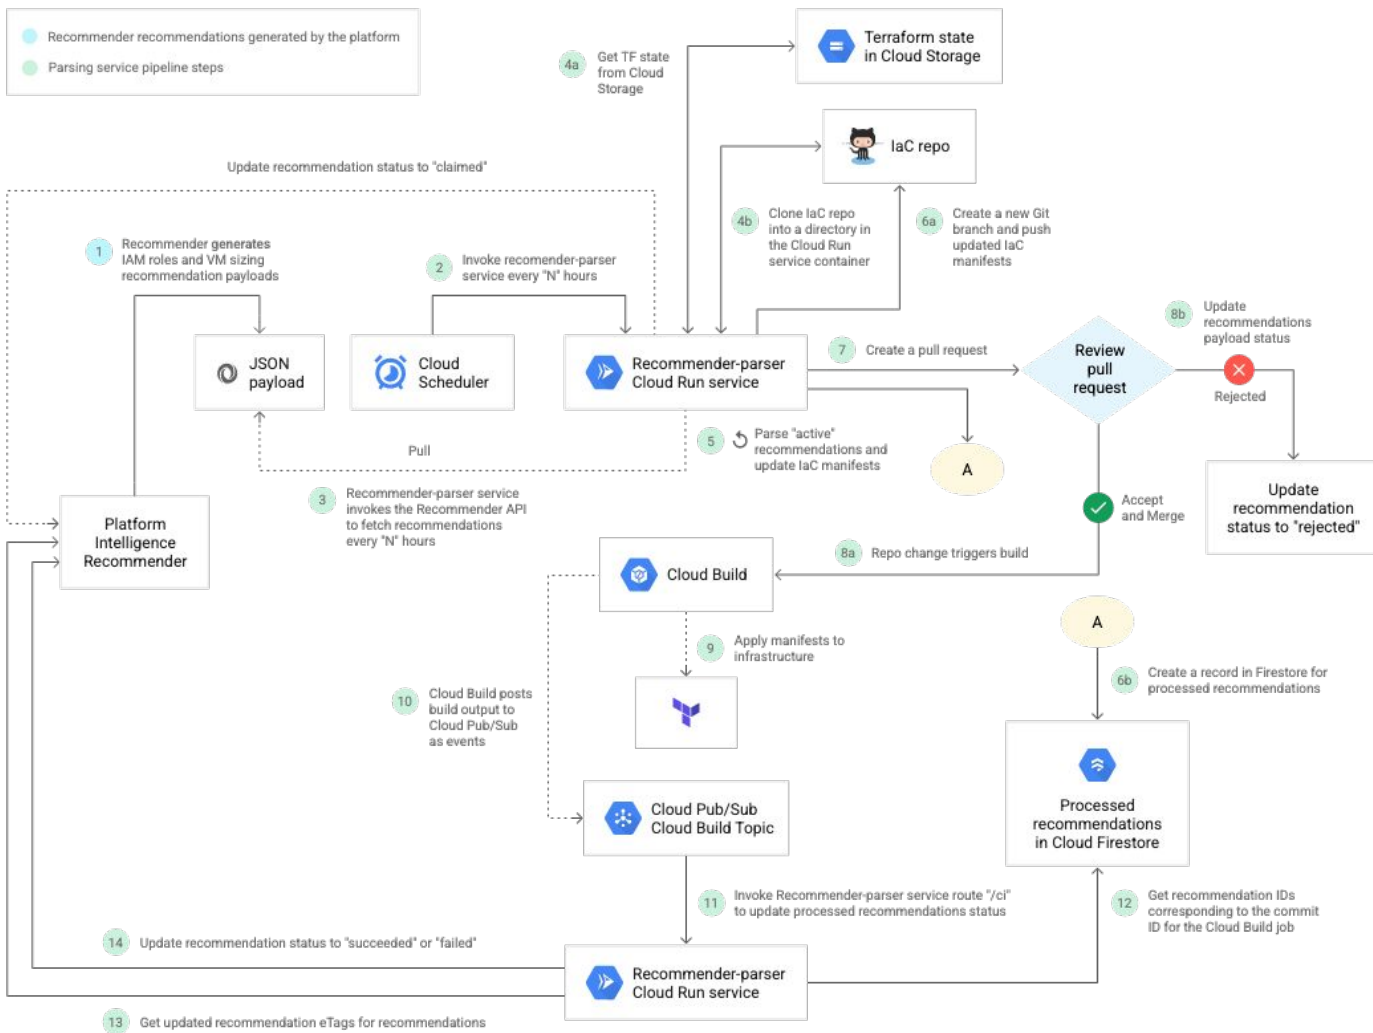 Recommender recommendations generated by the platform
Parsing service pipeline steps
4a
Get TF state
from Cloud
Storage
Terraform state
in Cloud Storage
IaC repo
Update recommendation status to "claimed"
1
Recommender generates
IAM roles and VM sizing
recommendation payloads
2
Invoke recomender-parser
service every "N" hours
4b
Clone IaC repo
into a directory in
the Cloud Run
service container
6a
Create a new Git
branch and push
updated IaC
manifests
JSON
payload
Cloud
Scheduler
Recommender-parser
Cloud Run service
7
Create a pull request
Review
pull
request
8b
Update
recommendations
payload status
Rejected
Pull
5
Parse "active"
recommendations and
update IaC manifests
A
3
Recommender-parser service
invokes the Recommender API
to fetch recommendations
every "N" hours
Accept
and Merge
Update
recommendation
status to "rejected"
Platform
Intelligence
Recommender
8a
Repo change triggers build
Cloud Build
A
9
Apply manifests to
infrastructure
6b
Create a record in Firestore for
processed recommendations
10
Cloud Build posts
build output to
Cloud Pub/Sub
as events
Cloud Pub/Sub
Cloud Build Topic
Processed
recommendations
in Cloud Firestore
11
Invoke Recommender-parser service route "/ci"
to update processed recommendations status
12
Get recommendation IDs
corresponding to the commit
ID for the Cloud Build job
14
Update recommendation status to "succeeded" or "failed"
Recommender-parser
Cloud Run service
13
Get updated recommendation eTags for recommendations